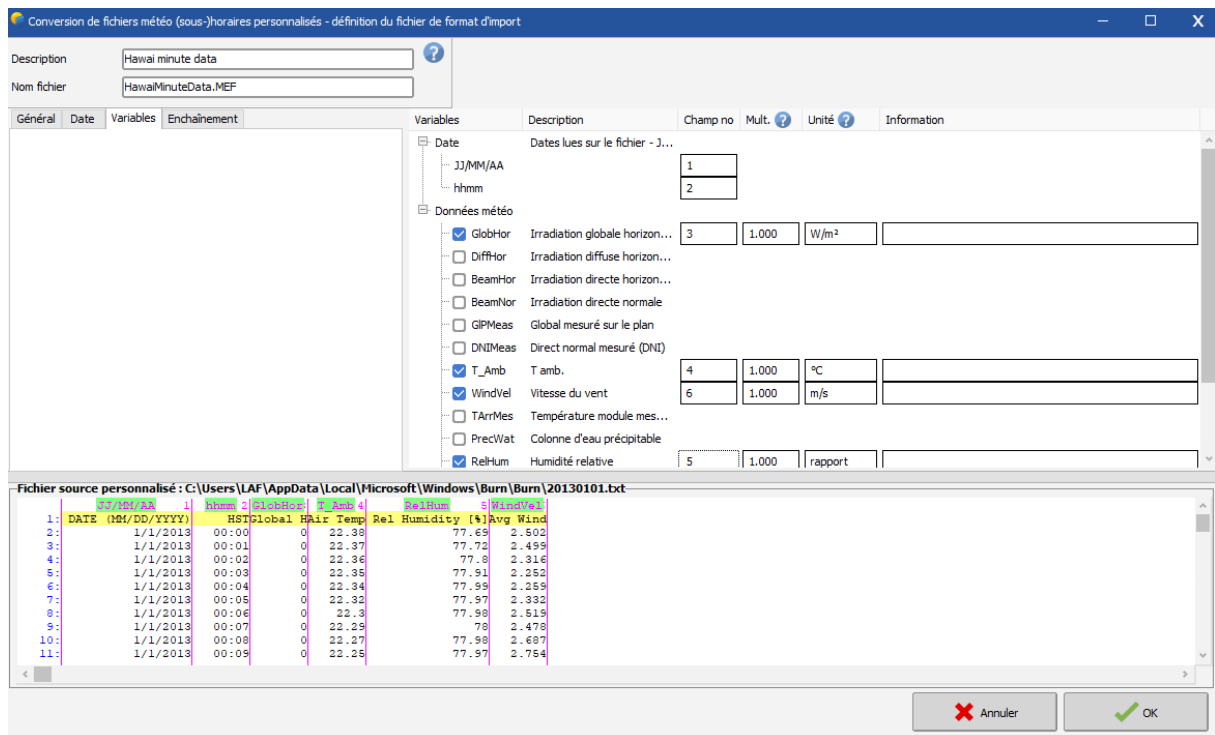 Conversion de fichiers météo (sous-)horaires personnalisés - définition du fichier de format d'import
Description Hawai minute data
Nom fichier HawaiMinuteData.MEF
Général Date Variables Enchaînement
Variables Description Champ no Mult. Unité Information
Date Dates lues sur le fichier - J...
JJ/MM/AA 1
hhmm 2
Données météo
GlobHor Irradiation globale horizon... 3 1.000 W/m²
DiffHor Irradiation diffuse horizon...
BeamHor Irradiation directe horizon...
BeamNor Irradiation directe normale
GlPMeas Global mesuré sur le plan
DNIMeas Direct normal mesuré (DNI)
T_Amb T amb. 4 1.000 °C
WindVel Vitesse du vent 6 1.000 m/s
TArrMes Température module mes...
PrecWat Colonne d'eau précipitable
RelHum Humidité relative 5 1.000 rapport
Fichier source personnalisé : C:\Users\LAF\AppData\Local\Microsoft\Windows\Burn\Burn\20130101.txt
JJ/MM/AA 1 hhmm 2 GlobHor T_Amb 4 RelHum 5 WindVel
1: DATE (MM/DD/YYYY) HST Global H Air Temp Rel Humidity [%] Avg Wind
2: 1/1/2013 00:00 0 22.38 77.69 2.502
3: 1/1/2013 00:01 0 22.37 77.72 2.499
4: 1/1/2013 00:02 0 22.36 77.8 2.316
5: 1/1/2013 00:03 0 22.35 77.91 2.252
6: 1/1/2013 00:04 0 22.34 77.99 2.259
7: 1/1/2013 00:05 0 22.32 77.97 2.332
8: 1/1/2013 00:06 0 22.3 77.98 2.519
9: 1/1/2013 00:07 0 22.29 78 2.478
10: 1/1/2013 00:08 0 22.27 77.98 2.687
11: 1/1/2013 00:09 0 22.25 77.97 2.754
Annuler OK